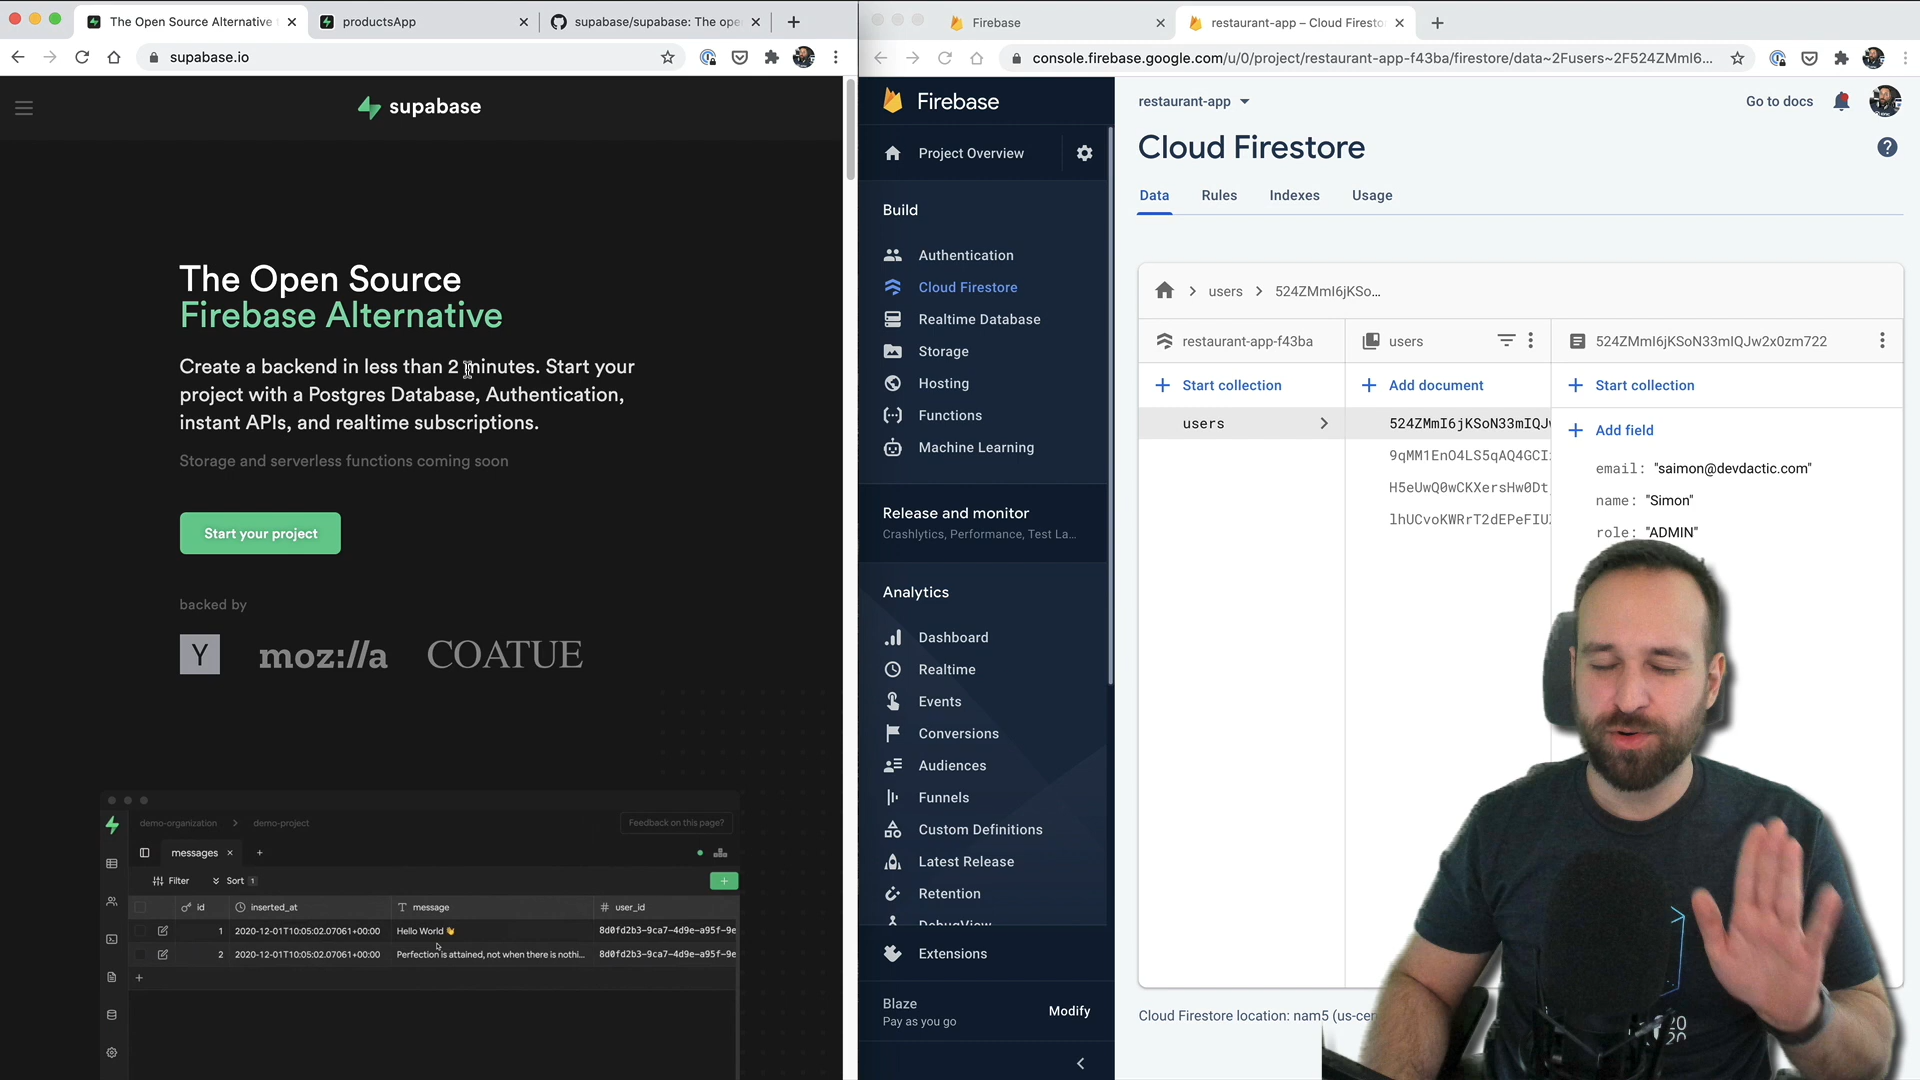 The Open Source Alternative
productsApp
supabase/supabase: The ope
supabase.io
supabase
The Open Source
Firebase Alternative
Create a backend in less than 2 minutes. Start your
project with a Postgres Database, Authentication,
instant APIs, and realtime subscriptions.
Storage and serverless functions coming soon
Start your project
backed by
Y
moz://a
COATUE
demo-organization
demo-project
Feedback on this page?
messages
Filter
Sort 1
id
inserted_at
message
user_id
1
2020-12-01T10:05:02.07061+00:00
Hello World 👋
8d0fd2b3-9ca7-4d9e-a95f-9e
2
2020-12-01T10:05:02.07061+00:00
Perfection is attained, not when there is nothi...
8d0fd2b3-9ca7-4d9e-a95f-9e
Firebase
restaurant-app – Cloud Firesto
console.firebase.google.com/u/0/project/restaurant-app-f43ba/firestore/data~2Fusers~2F524ZMmI6...
Firebase
Project Overview
Build
Authentication
Cloud Firestore
Realtime Database
Storage
Hosting
Functions
Machine Learning
Release and monitor
Crashlytics, Performance, Test La...
Analytics
Dashboard
Realtime
Events
Conversions
Audiences
Funnels
Custom Definitions
Latest Release
Retention
DebugView
Extensions
Blaze
Pay as you go
Modify
restaurant-app
Go to docs
Cloud Firestore
Data
Rules
Indexes
Usage
users
524ZMmI6jKSo...
restaurant-app-f43ba
users
524ZMmI6jKSoN33mIQJw2x0zm722
Start collection
Add document
Start collection
users
524ZMmI6jKSoN33mIQJw
9qMM1EnO4LS5qAQ4GCI
H5eUwQ0wCKXersHw0Dt
lhUCvoKWRrT2dEPeFIU
Add field
email: "saimon@devdactic.com"
name: "Simon"
role: "ADMIN"
Cloud Firestore location: nam5 (us-cen
20
20